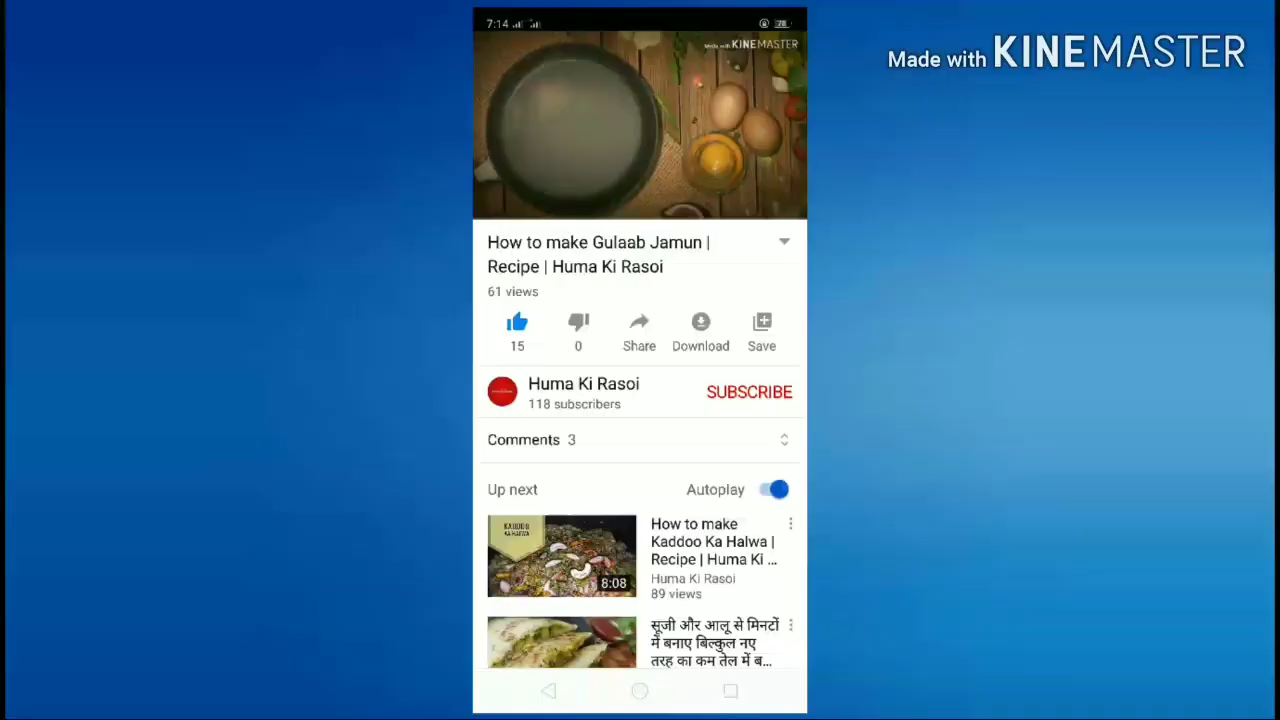 7:14
Made with KINEMASTER
Made with KINEMASTER
How to make Gulaab Jamun |
Recipe | Huma Ki Rasoi
61 views
15
0
Share
Download
Save
Huma Ki Rasoi
118 subscribers
SUBSCRIBE
Comments 3
Up next
Autoplay
KADDOO
KA HALWA
8:08
How to make
Kaddoo Ka Halwa |
Recipe | Huma Ki ...
Huma Ki Rasoi
89 views
सूजी और आलू से मिनटों
में बनाए बिल्कुल नए
तरह का कम तेल में ब...